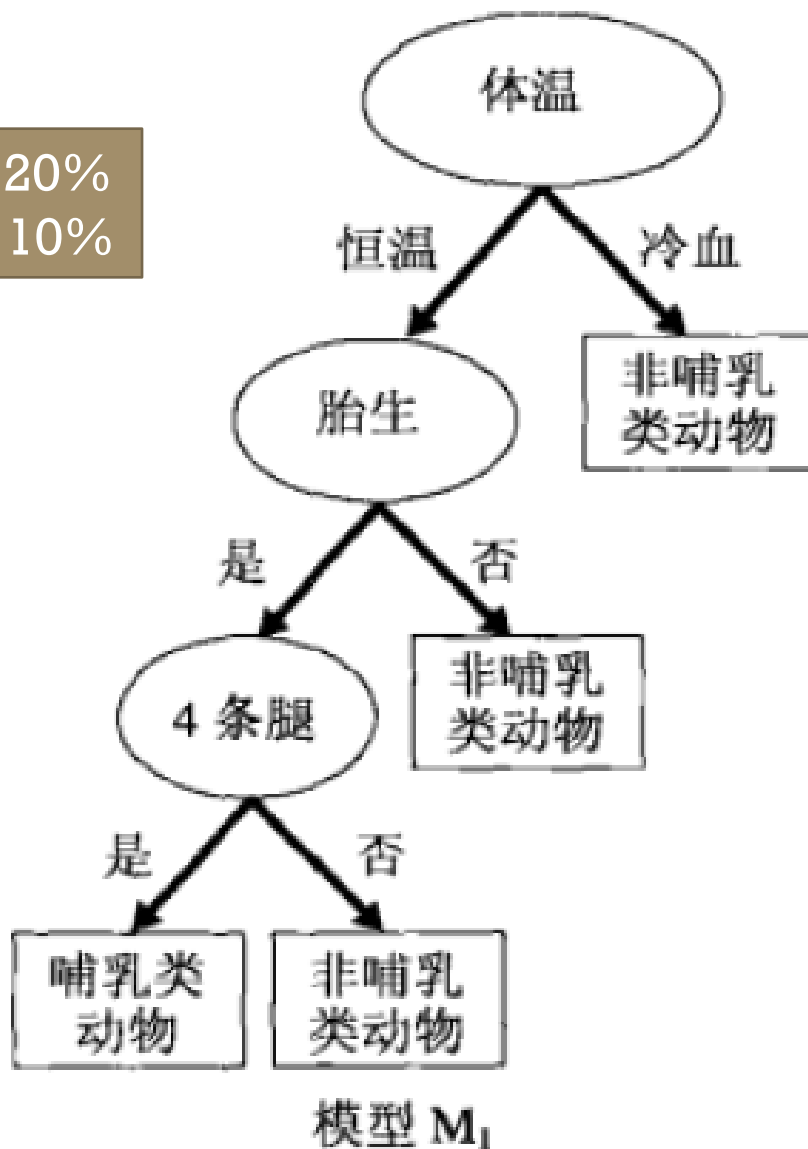 体温
20%
10%
恒温
冷血
胎生
非哺乳
类动物
是
否
4 条腿
非哺乳
类动物
是
否
哺乳类
动物
非哺乳
类动物
模型 M₁